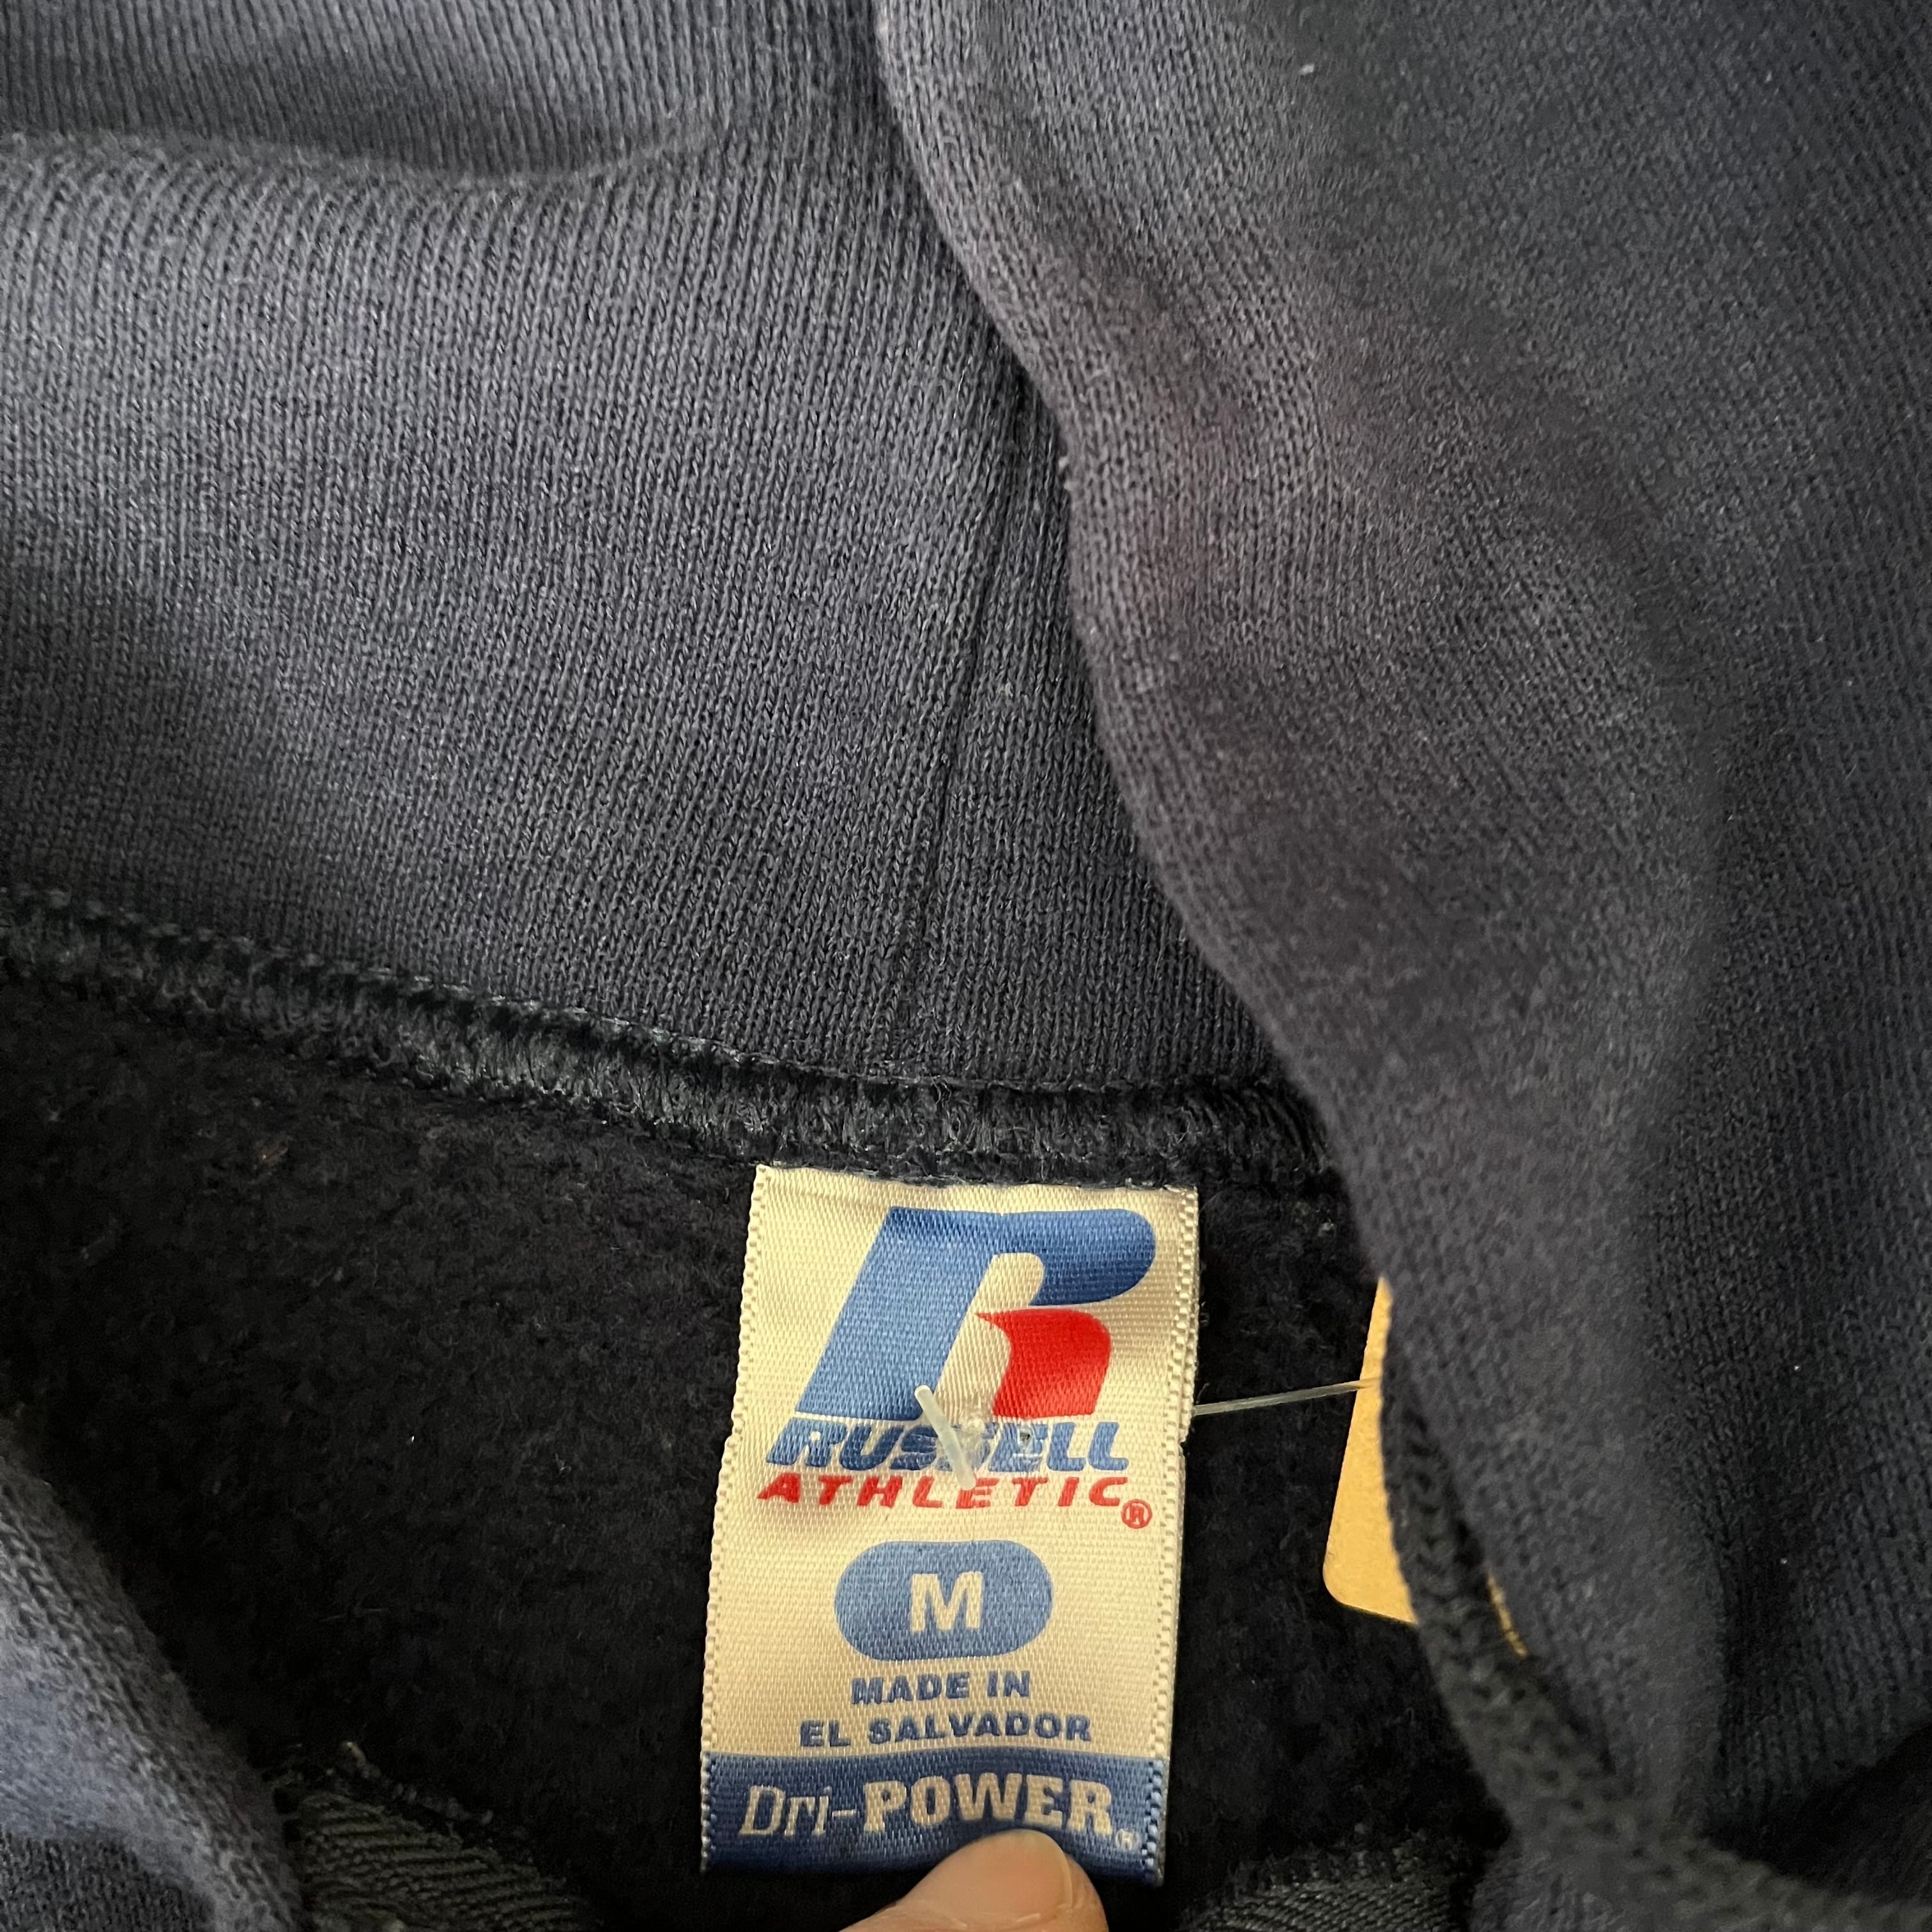 R
RUSSELL
ATHLETIC®
M
MADE IN
EL SALVADOR
Dri-POWER®